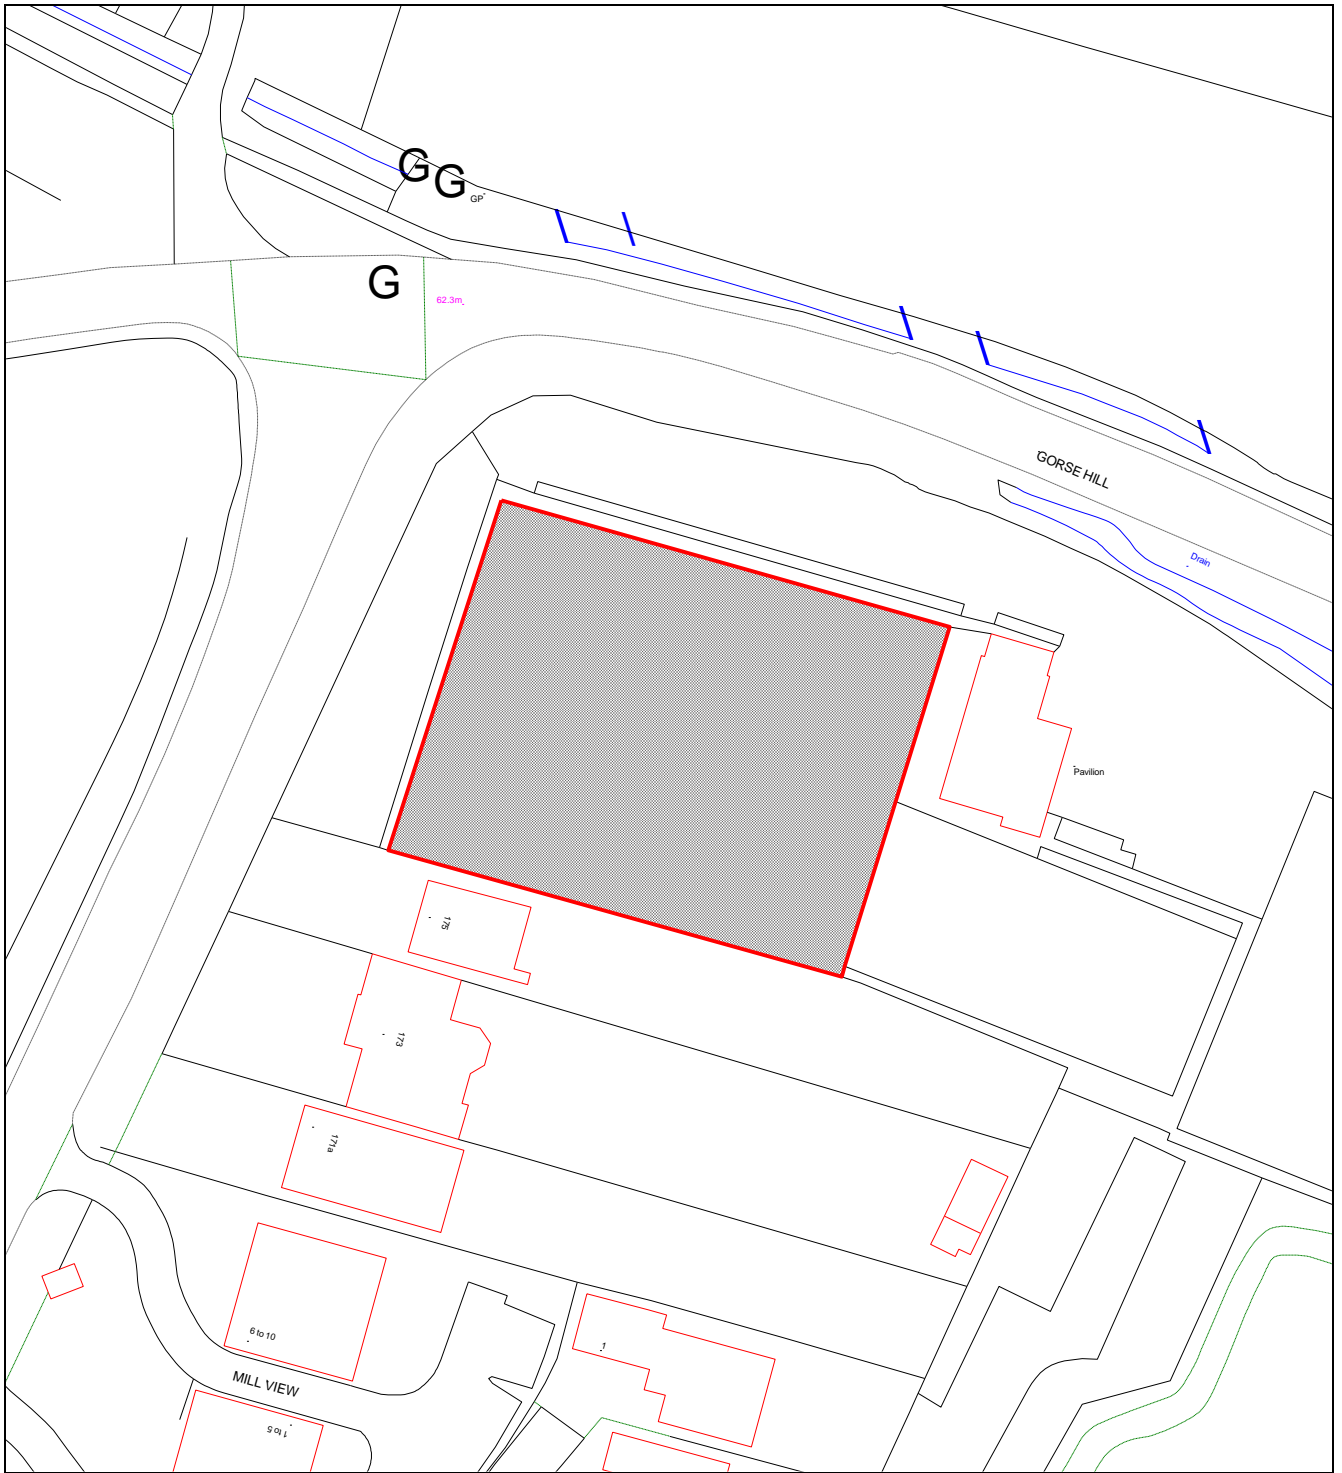 G
G
GP
G
62.3m
GORSE HILL
Drain
Pavilion
175
173
171a
6 to 10
1
MILL VIEW
1 to 5